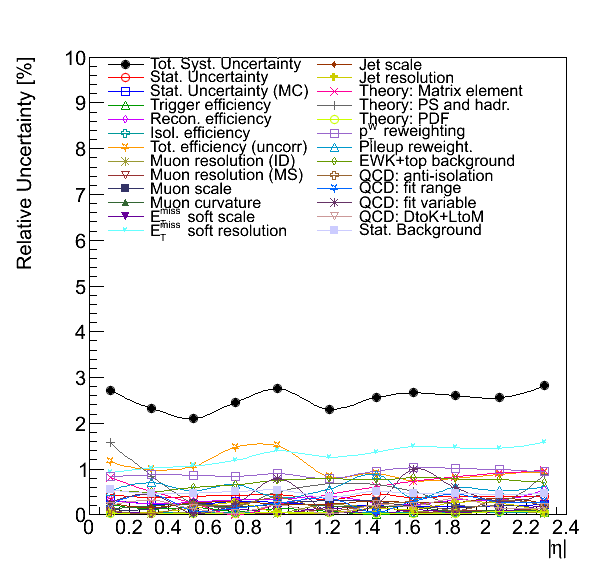 Relative Uncertainty [%]
10
9
8
7
6
5
4
3
2
1
0
Tot. Syst. Uncertainty
Stat. Uncertainty
Stat. Uncertainty (MC)
Trigger efficiency
Recon. efficiency
Isol. efficiency
Tot. efficiency (uncorr)
Muon resolution (ID)
Muon resolution (MS)
Muon scale
Muon curvature
E_T^miss soft scale
E_T^miss soft resolution
Jet scale
Jet resolution
Theory: Matrix element
Theory: PS and hadr.
Theory: PDF
p_T^W reweighting
Pileup reweight.
EWK+top background
QCD: anti-isolation
QCD: fit range
QCD: fit variable
QCD: DtoK+LtoM
Stat. Background
0 0.2 0.4 0.6 0.8 1 1.2 1.4 1.6 1.8 2 2.2 2.4
|η|